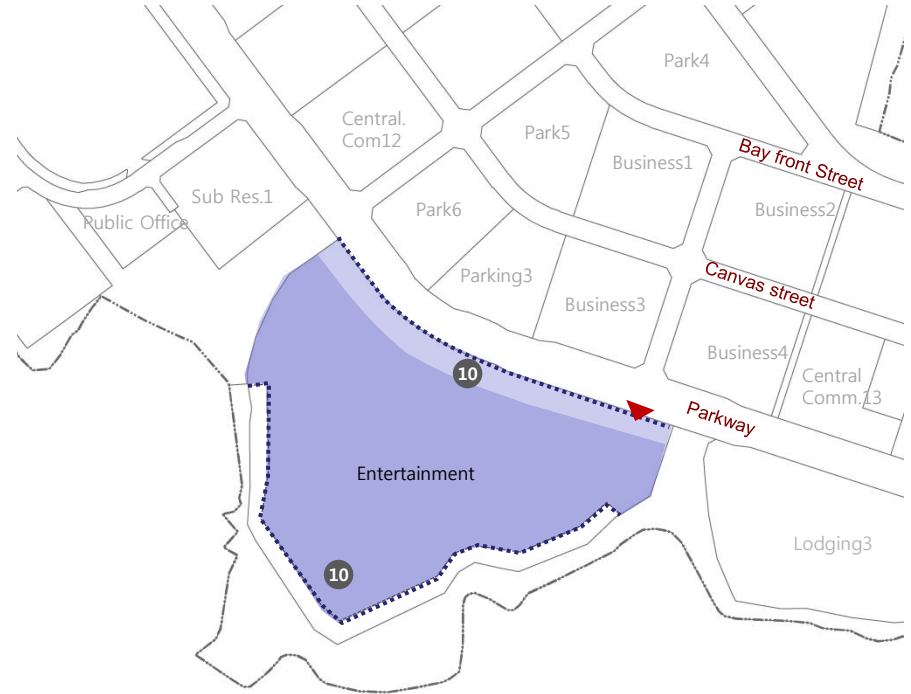 Park4
Central.
Com12
Park5
Bay front Street
Business1
Sub Res.1
Park6
Business2
Public Office
Parking3
Canvas street
Business3
Business4
10
Central
Comm.13
Parkway
Entertainment
Lodging3
10